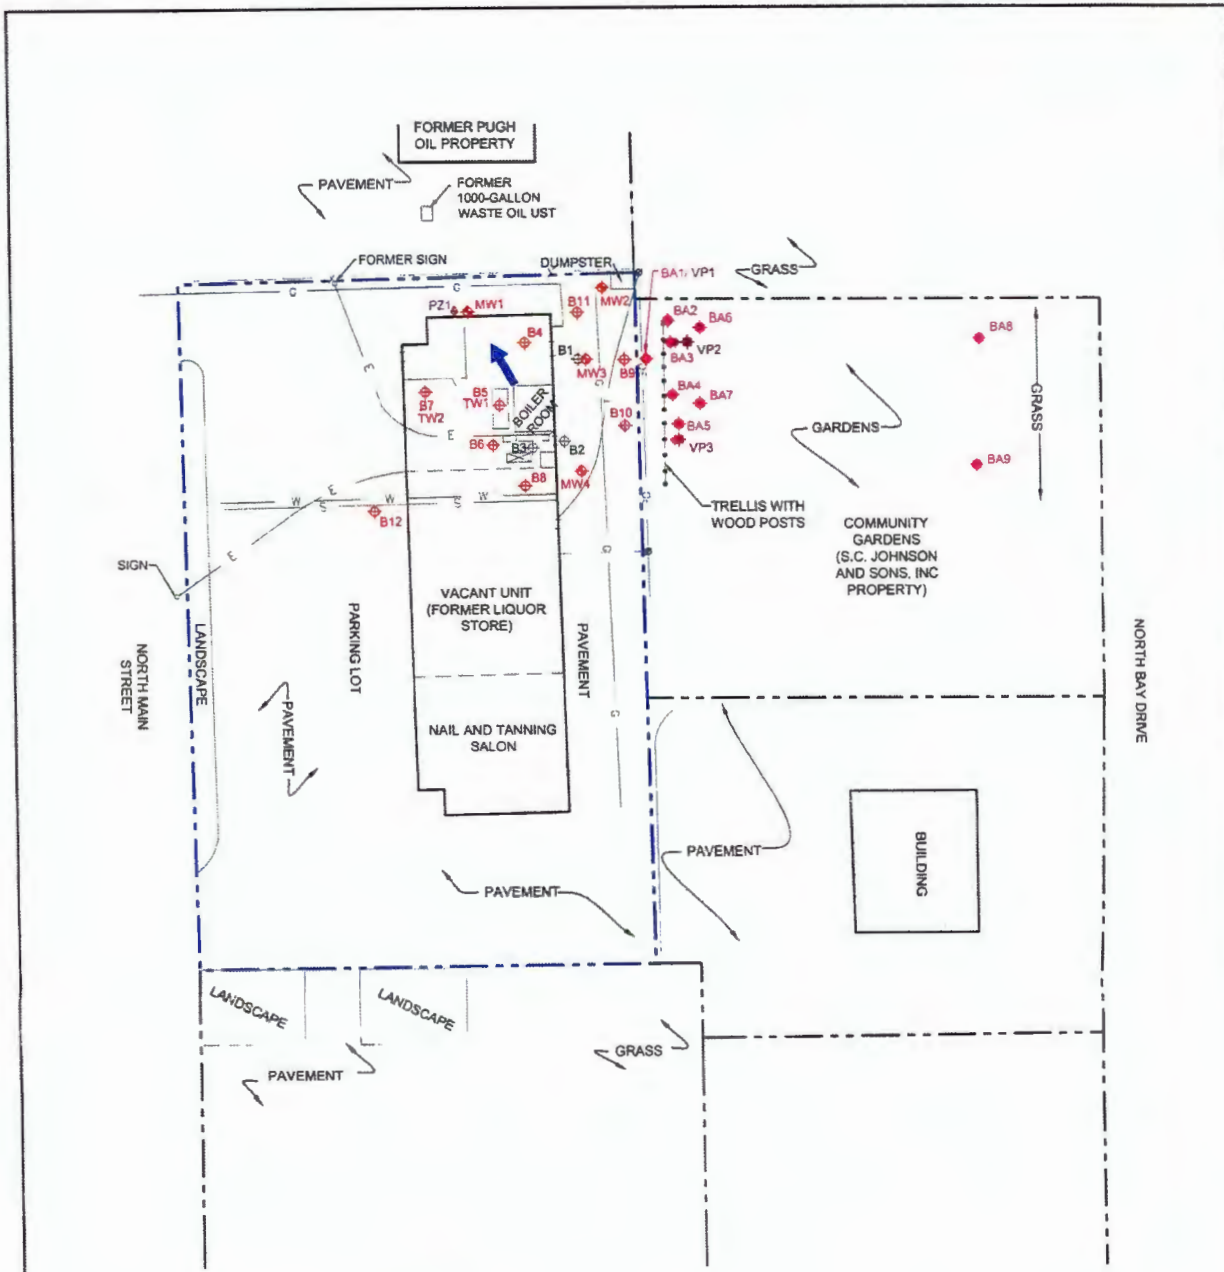 FORMER PUGH
OIL PROPERTY
PAVEMENT
FORMER
1000-GALLON
WASTE OIL UST
FORMER SIGN
DUMPSTER
BA1/ VP1
GRASS
G
G
PZ1
MW1
B11
MW2
BA2
BA6
BA8
B4
B1
MW3
B9
BA3
VP2
E
G
B7
TW2
B5
TW1
BOILER
ROOM
B10
BA4
BA7
GRASS
GARDENS
BA5
E
B6
B3
B2
VP3
BA9
MW4
B8
E
W
W
W
S
S
B12
TRELLIS WITH
WOOD POSTS
COMMUNITY
GARDENS
(S.C. JOHNSON
AND SONS, INC
PROPERTY)
G
E
SIGN
VACANT UNIT
(FORMER LIQUOR
STORE)
PARKING LOT
PAVEMENT
LANDSCAPE
NORTH MAIN
STREET
NORTH BAY DRIVE
PAVEMENT
G
NAIL AND TANNING
SALON
PAVEMENT
BUILDING
PAVEMENT
LANDSCAPE
LANDSCAPE
GRASS
PAVEMENT